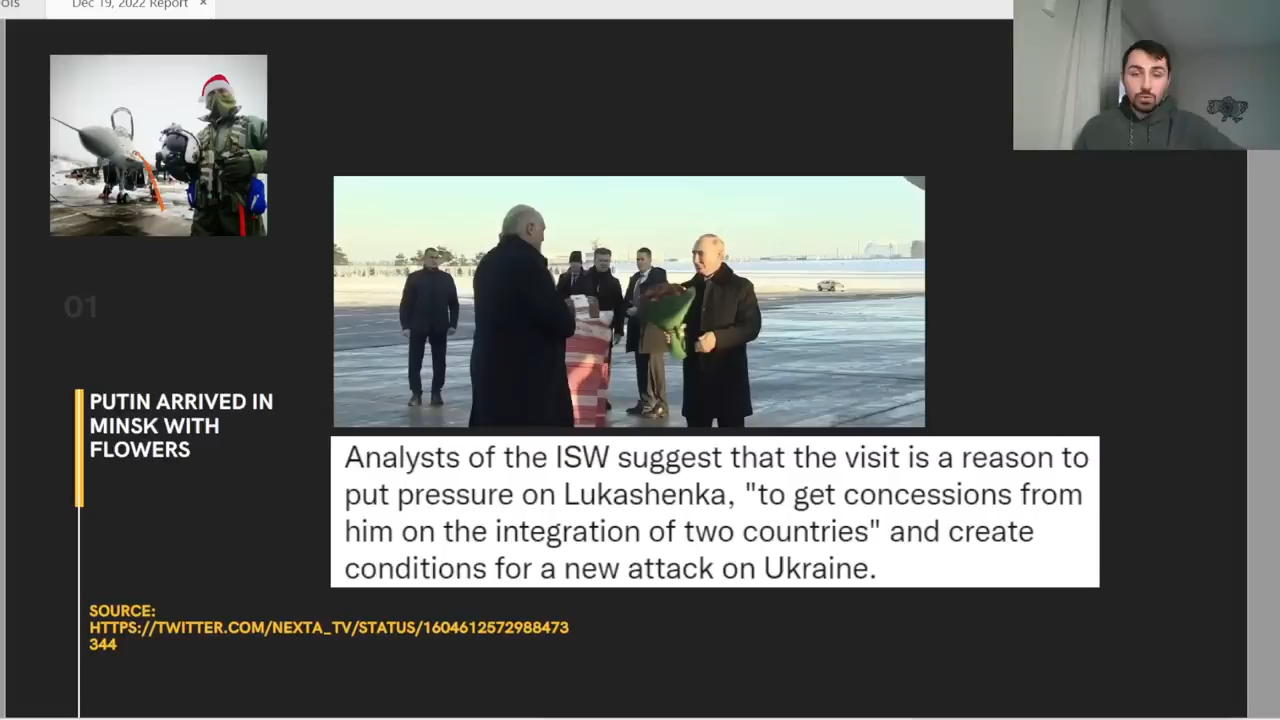 Dec 19, 2022 Report ×
01
PUTIN ARRIVED IN
MINSK WITH
FLOWERS
Analysts of the ISW suggest that the visit is a reason to
put pressure on Lukashenka, "to get concessions from
him on the integration of two countries" and create
conditions for a new attack on Ukraine.
SOURCE:
HTTPS://TWITTER.COM/NEXTA_TV/STATUS/1604612572988473
344